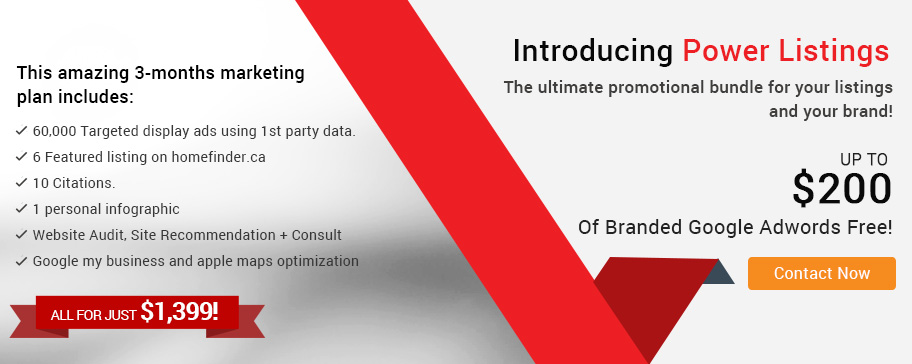 This amazing 3-months marketing
plan includes:
60,000 Targeted display ads using 1st party data.
6 Featured listing on homefinder.ca
10 Citations.
1 personal infographic
Website Audit, Site Recommendation + Consult
Google my business and apple maps optimization
ALL FOR JUST $1,399!
Introducing Power Listings
The ultimate promotional bundle for your listings
and your brand!
UP TO
$200
Of Branded Google Adwords Free!
Contact Now